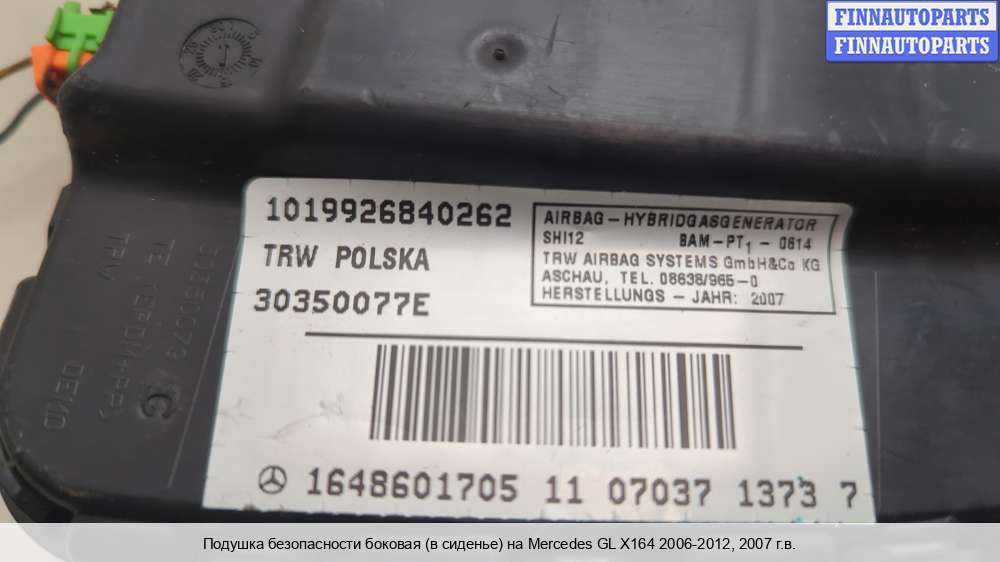 FINNAUTOPARTS
FINNAUTOPARTS
1019926840262
TRW POLSKA
30350077E
AIRBAG-HYBRIDGASGENERATOR
SHI12 BAM-PT1-0614
TRW AIRBAG SYSTEMS GmbH&Co KG
ASCHAU, TEL. 08638/965-0
HERSTELLUNGS - JAHR: 2007
1648601705 11 07037 1373 7
TRW
C
Подушка безопасности боковая (в сиденье) на Mercedes GL X164 2006-2012, 2007 г.в.